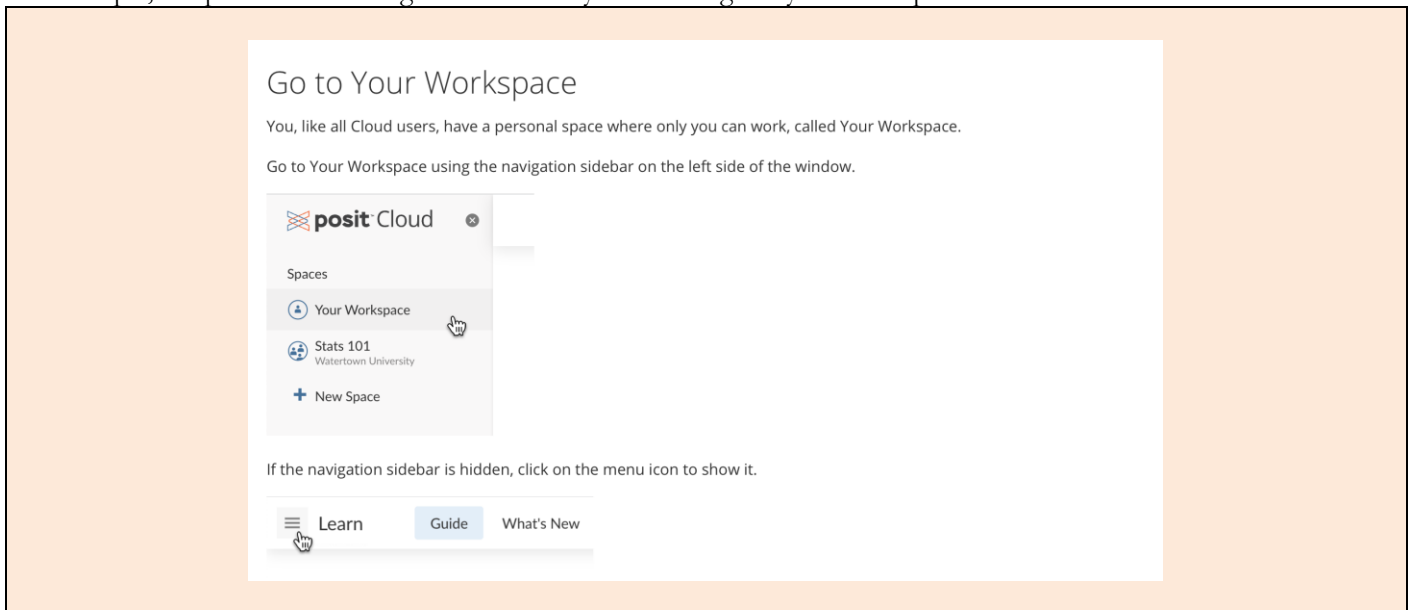 Go to Your Workspace
You, like all Cloud users, have a personal space where only you can work, called Your Workspace.
Go to Your Workspace using the navigation sidebar on the left side of the window.
posit Cloud
Spaces
Your Workspace
Stats 101
Watertown University
+ New Space
If the navigation sidebar is hidden, click on the menu icon to show it.
Learn Guide What's New